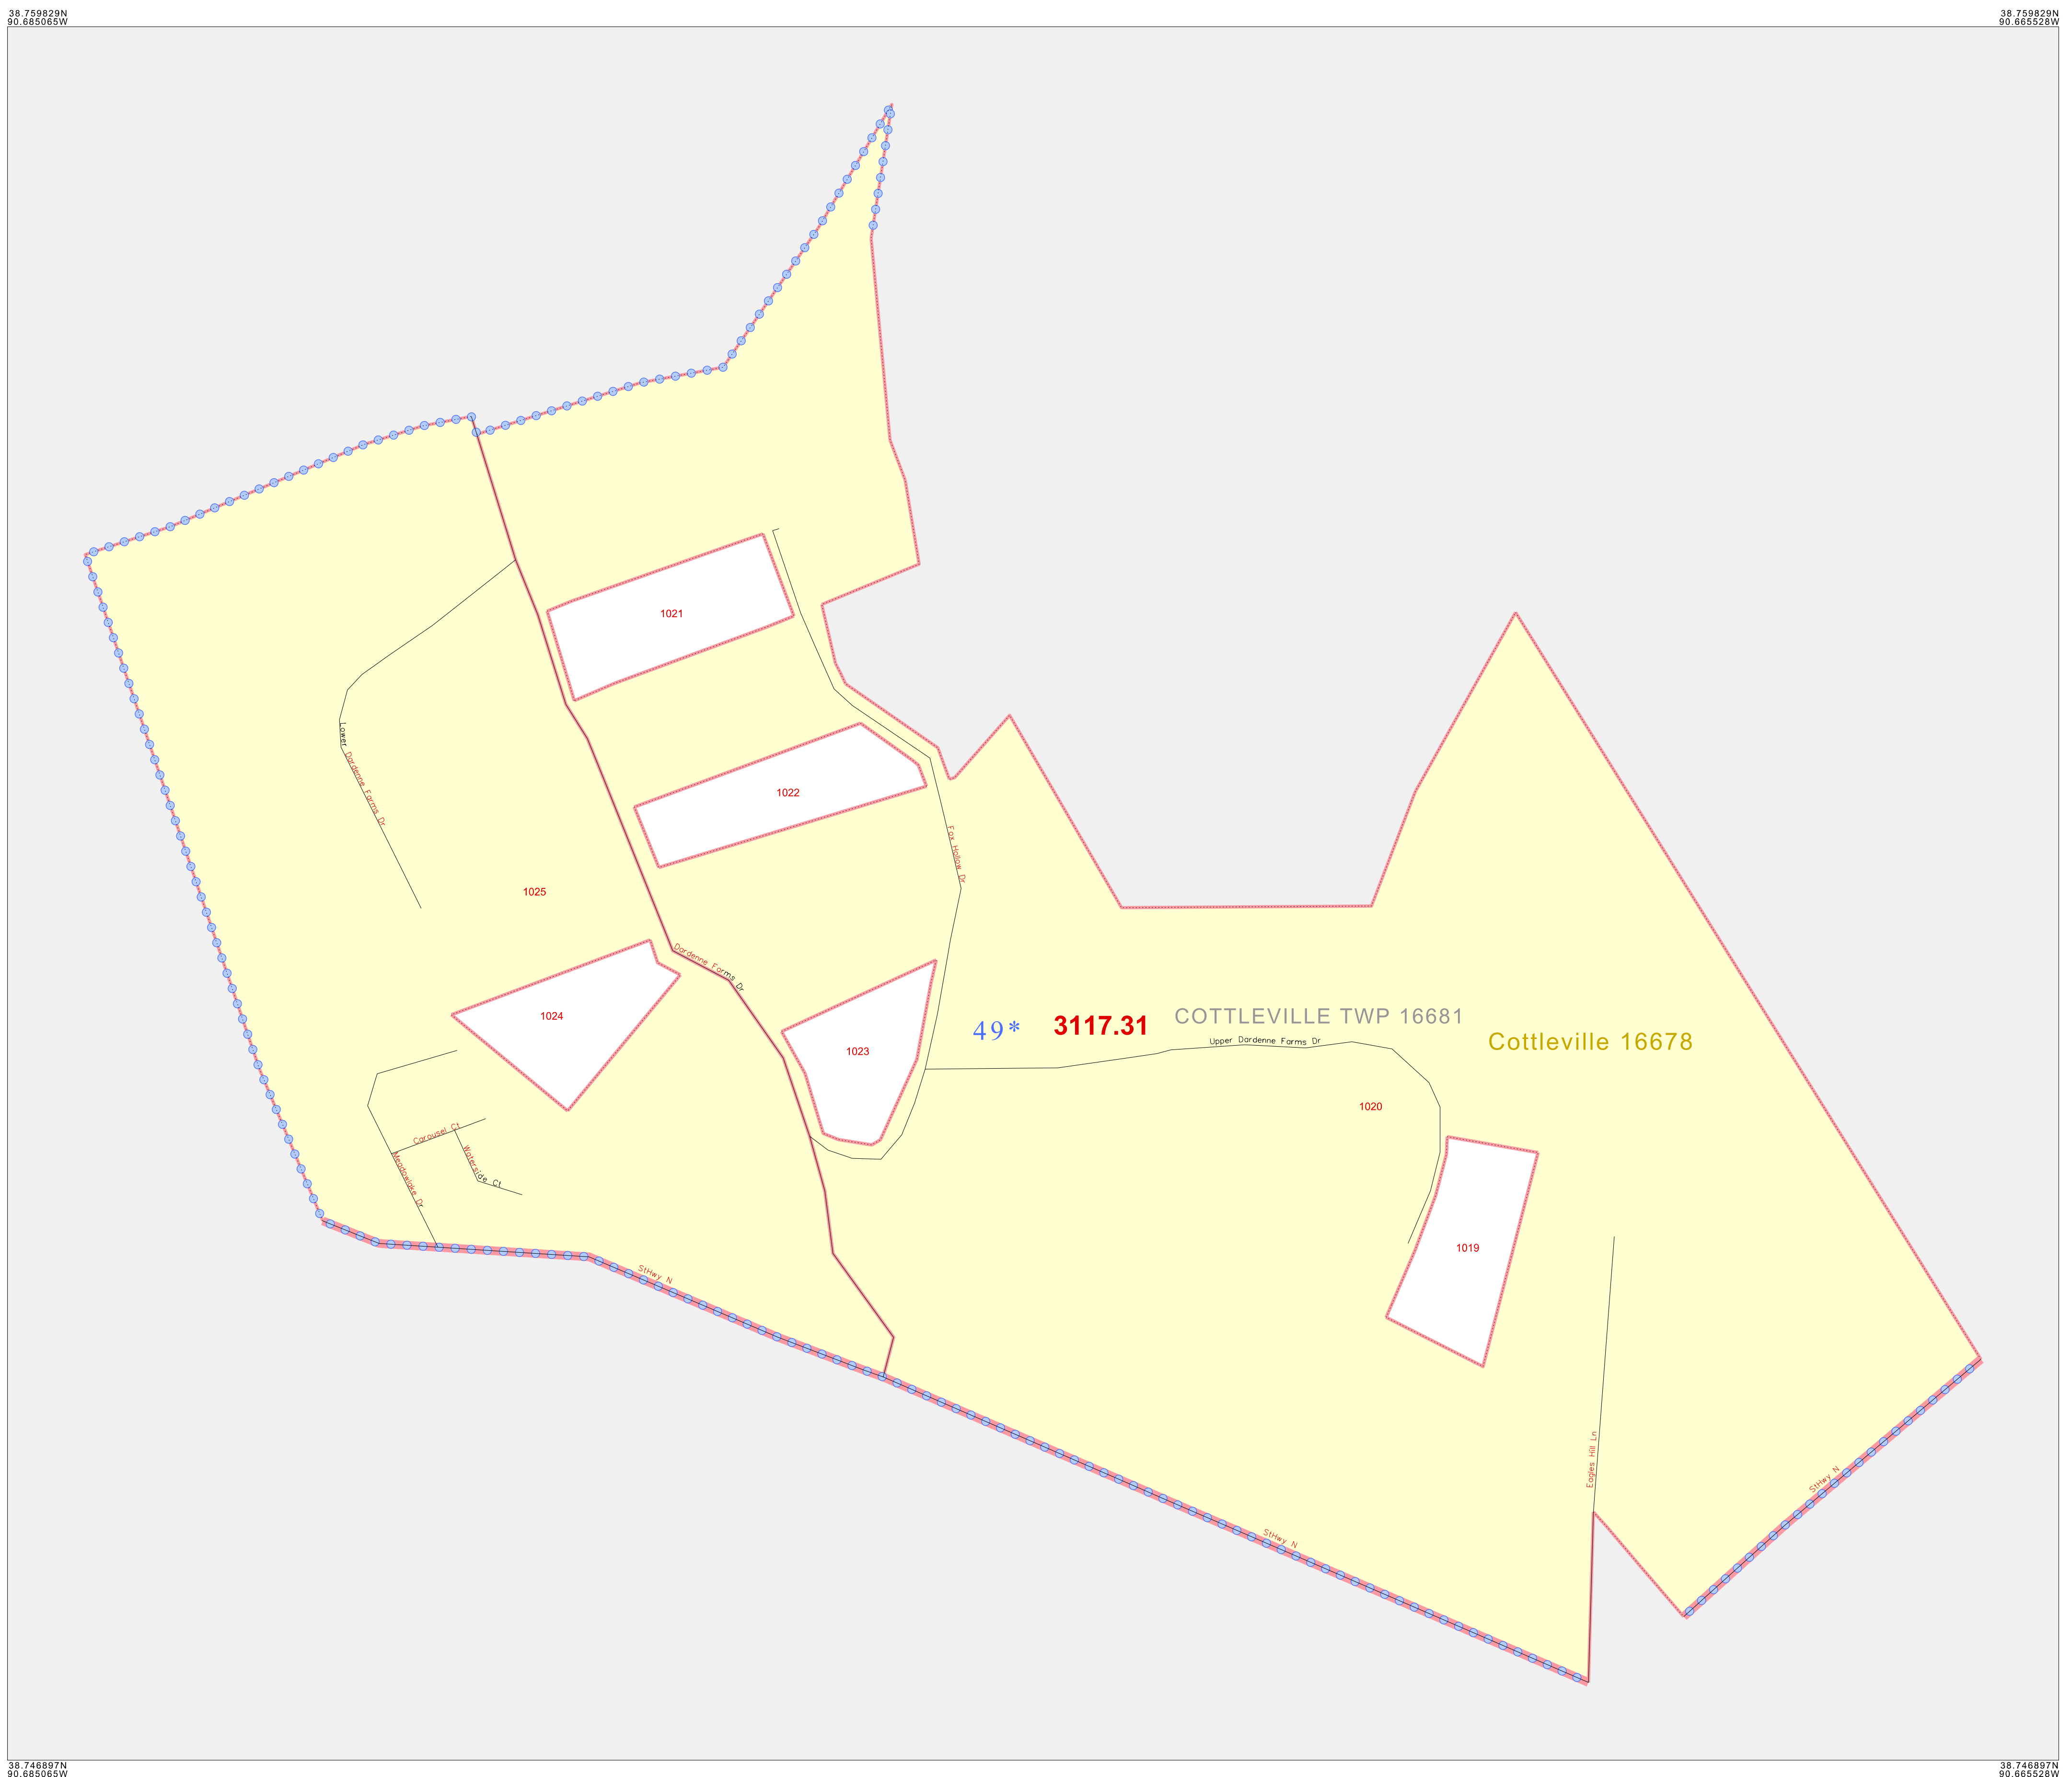 38.759829N
90.685065W
38.759829N
90.665528W
1021
Lower Dardenne Farms Dr
1022
Fox Hollow Dr
1025
Dardenne Farms Dr
1024
1023
49*
3117.31
COTTLEVILLE TWP 16681
Cottleville 16678
Upper Dardenne Farms Dr
1020
Carousel Ct
Waterside Ct
Meadowlake Dr
1019
StHwy N
Eagles Hill Ln
StHwy N
StHwy N
38.746897N
90.685065W
38.746897N
90.665528W